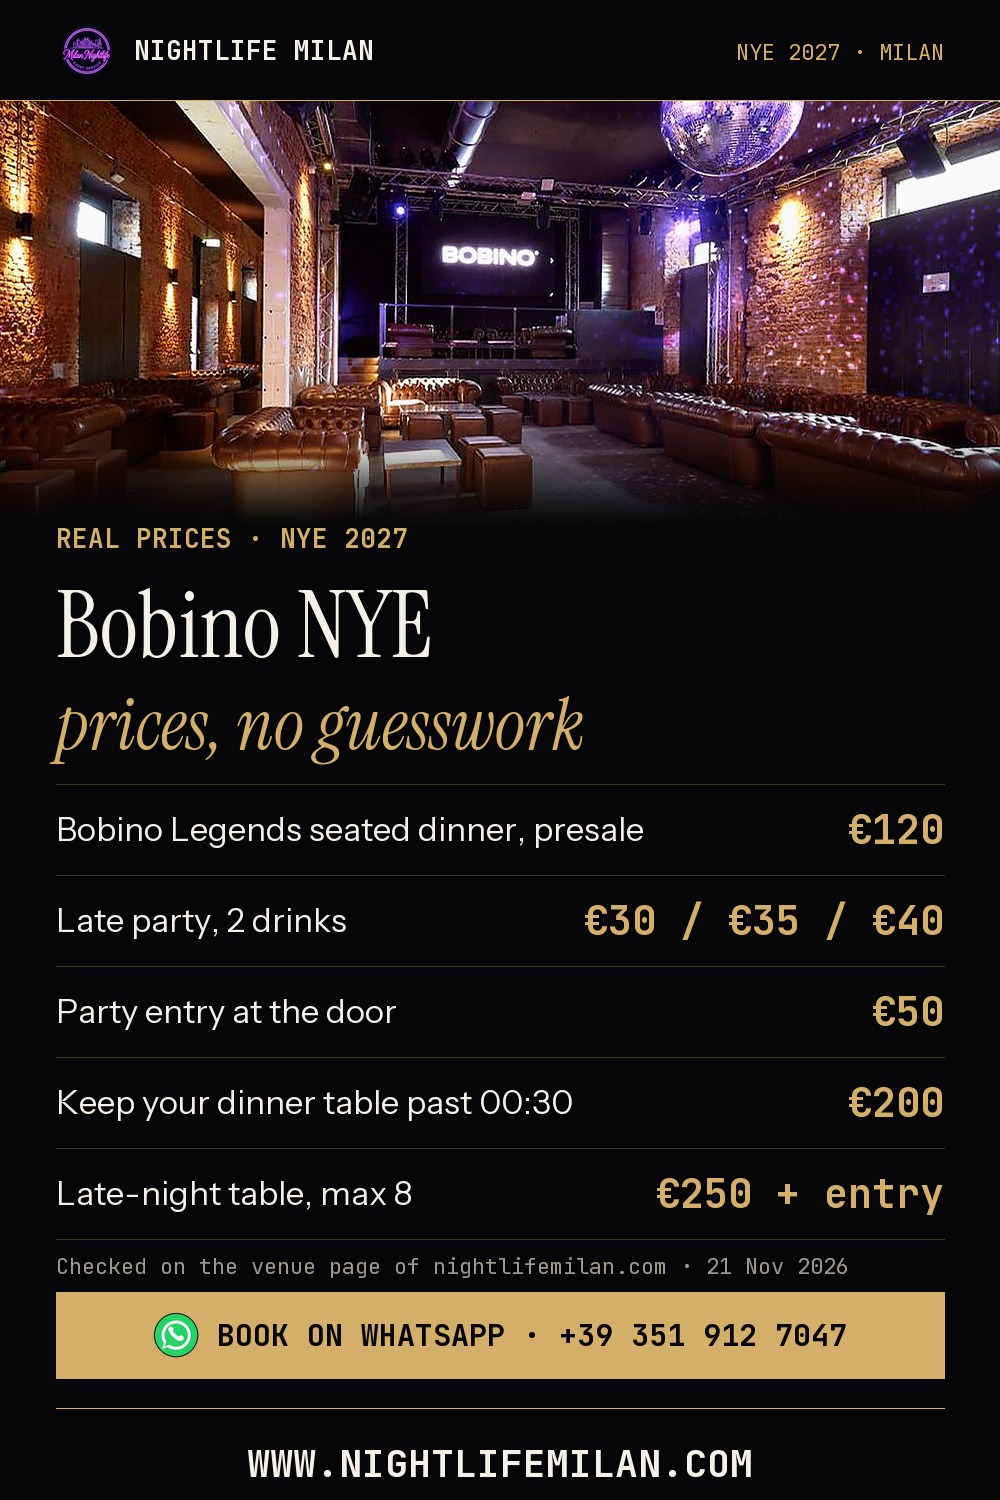 Milan Nightlife
NIGHTLIFE MILAN
NYE 2027 · MILAN
BOBINO
REAL PRICES · NYE 2027
Bobino NYE
prices, no guesswork
Bobino Legends seated dinner, presale €120
Late party, 2 drinks €30 / €35 / €40
Party entry at the door €50
Keep your dinner table past 00:30 €200
Late-night table, max 8 €250 + entry
Checked on the venue page of nightlifemilan.com · 21 Nov 2026
BOOK ON WHATSAPP · +39 351 912 7047
WWW.NIGHTLIFEMILAN.COM